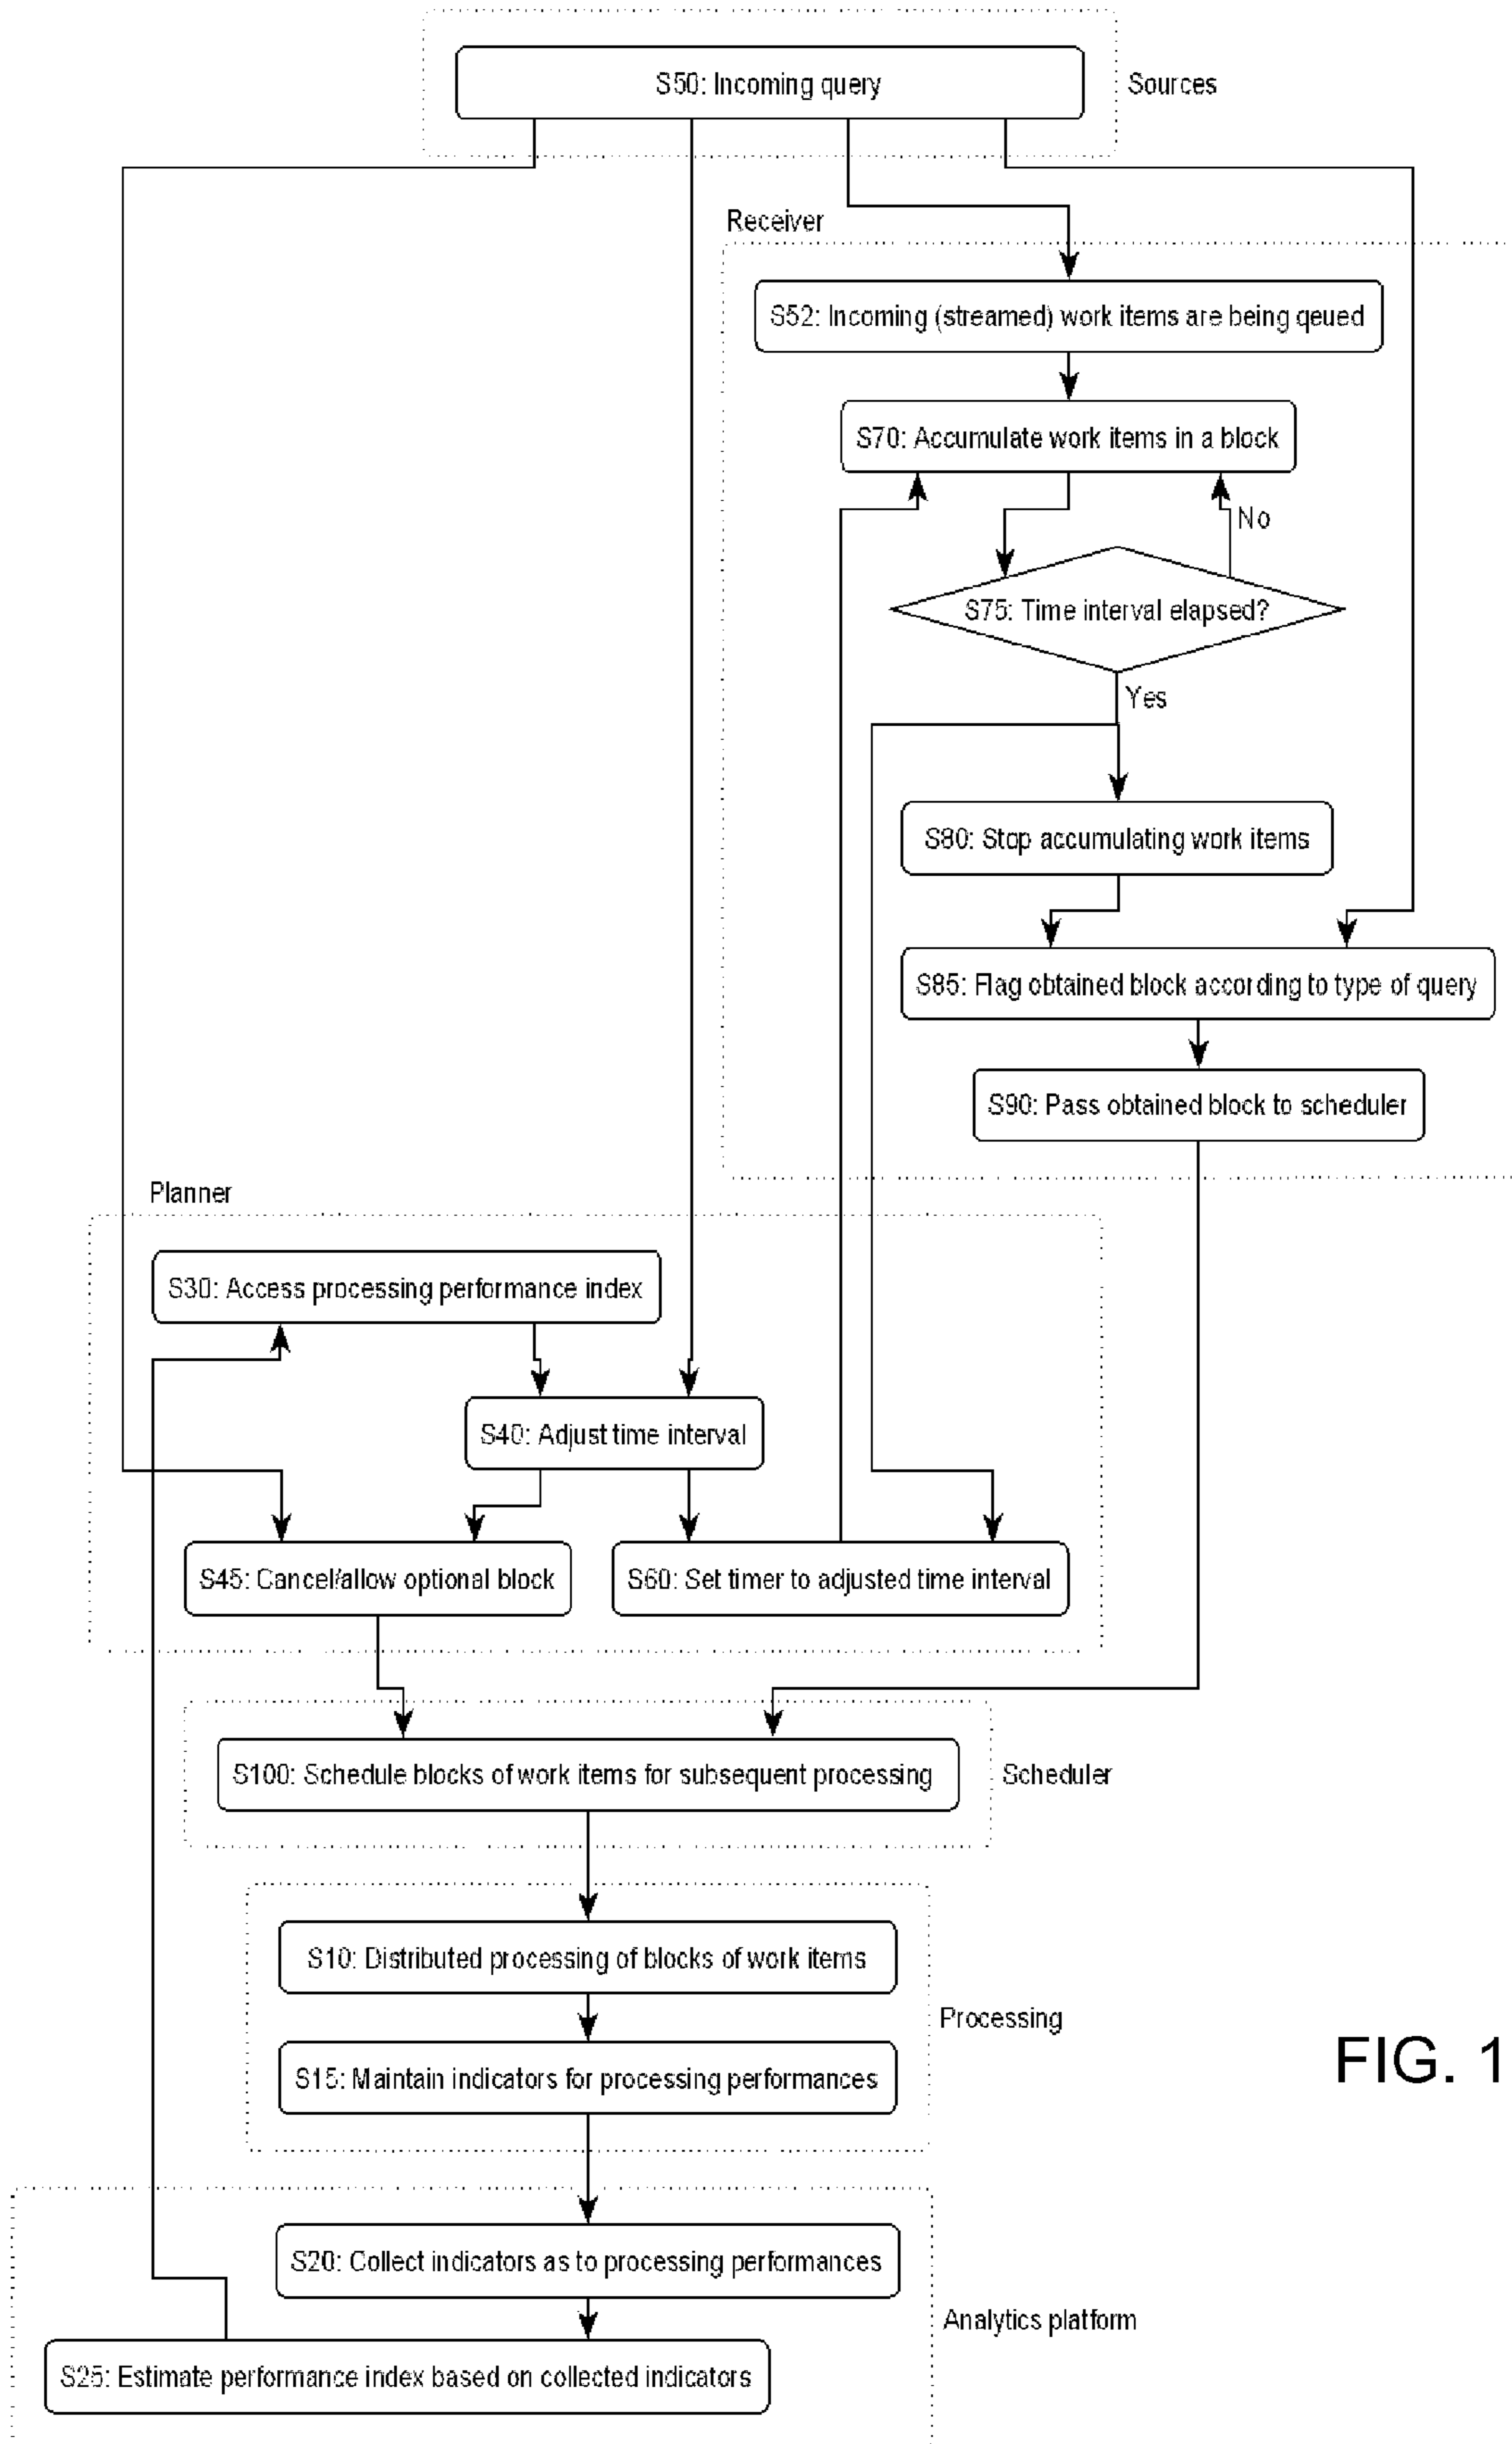 S50: Incoming query
Sources
Receiver
S52: Incoming (streamed) work items are being qeued
S70: Accumulate work items in a block
No
S75: Time interval elapsed?
Yes
S80: Stop accumulating work items
S85: Flag obtained block according to type of query
S90: Pass obtained block to scheduler
Planner
S30: Access processing performance index
S40: Adjust time interval
S45: Cancel/allow optional block
S60: Set timer to adjusted time interval
S100: Schedule blocks of work items for subsequent processing
Scheduler
S10: Distributed processing of blocks of work items
Processing
S15: Maintain indicators for processing performances
FIG. 1
S20: Collect indicators as to processing performances
Analytics platform
S25: Estimate performance index based on collected indicators